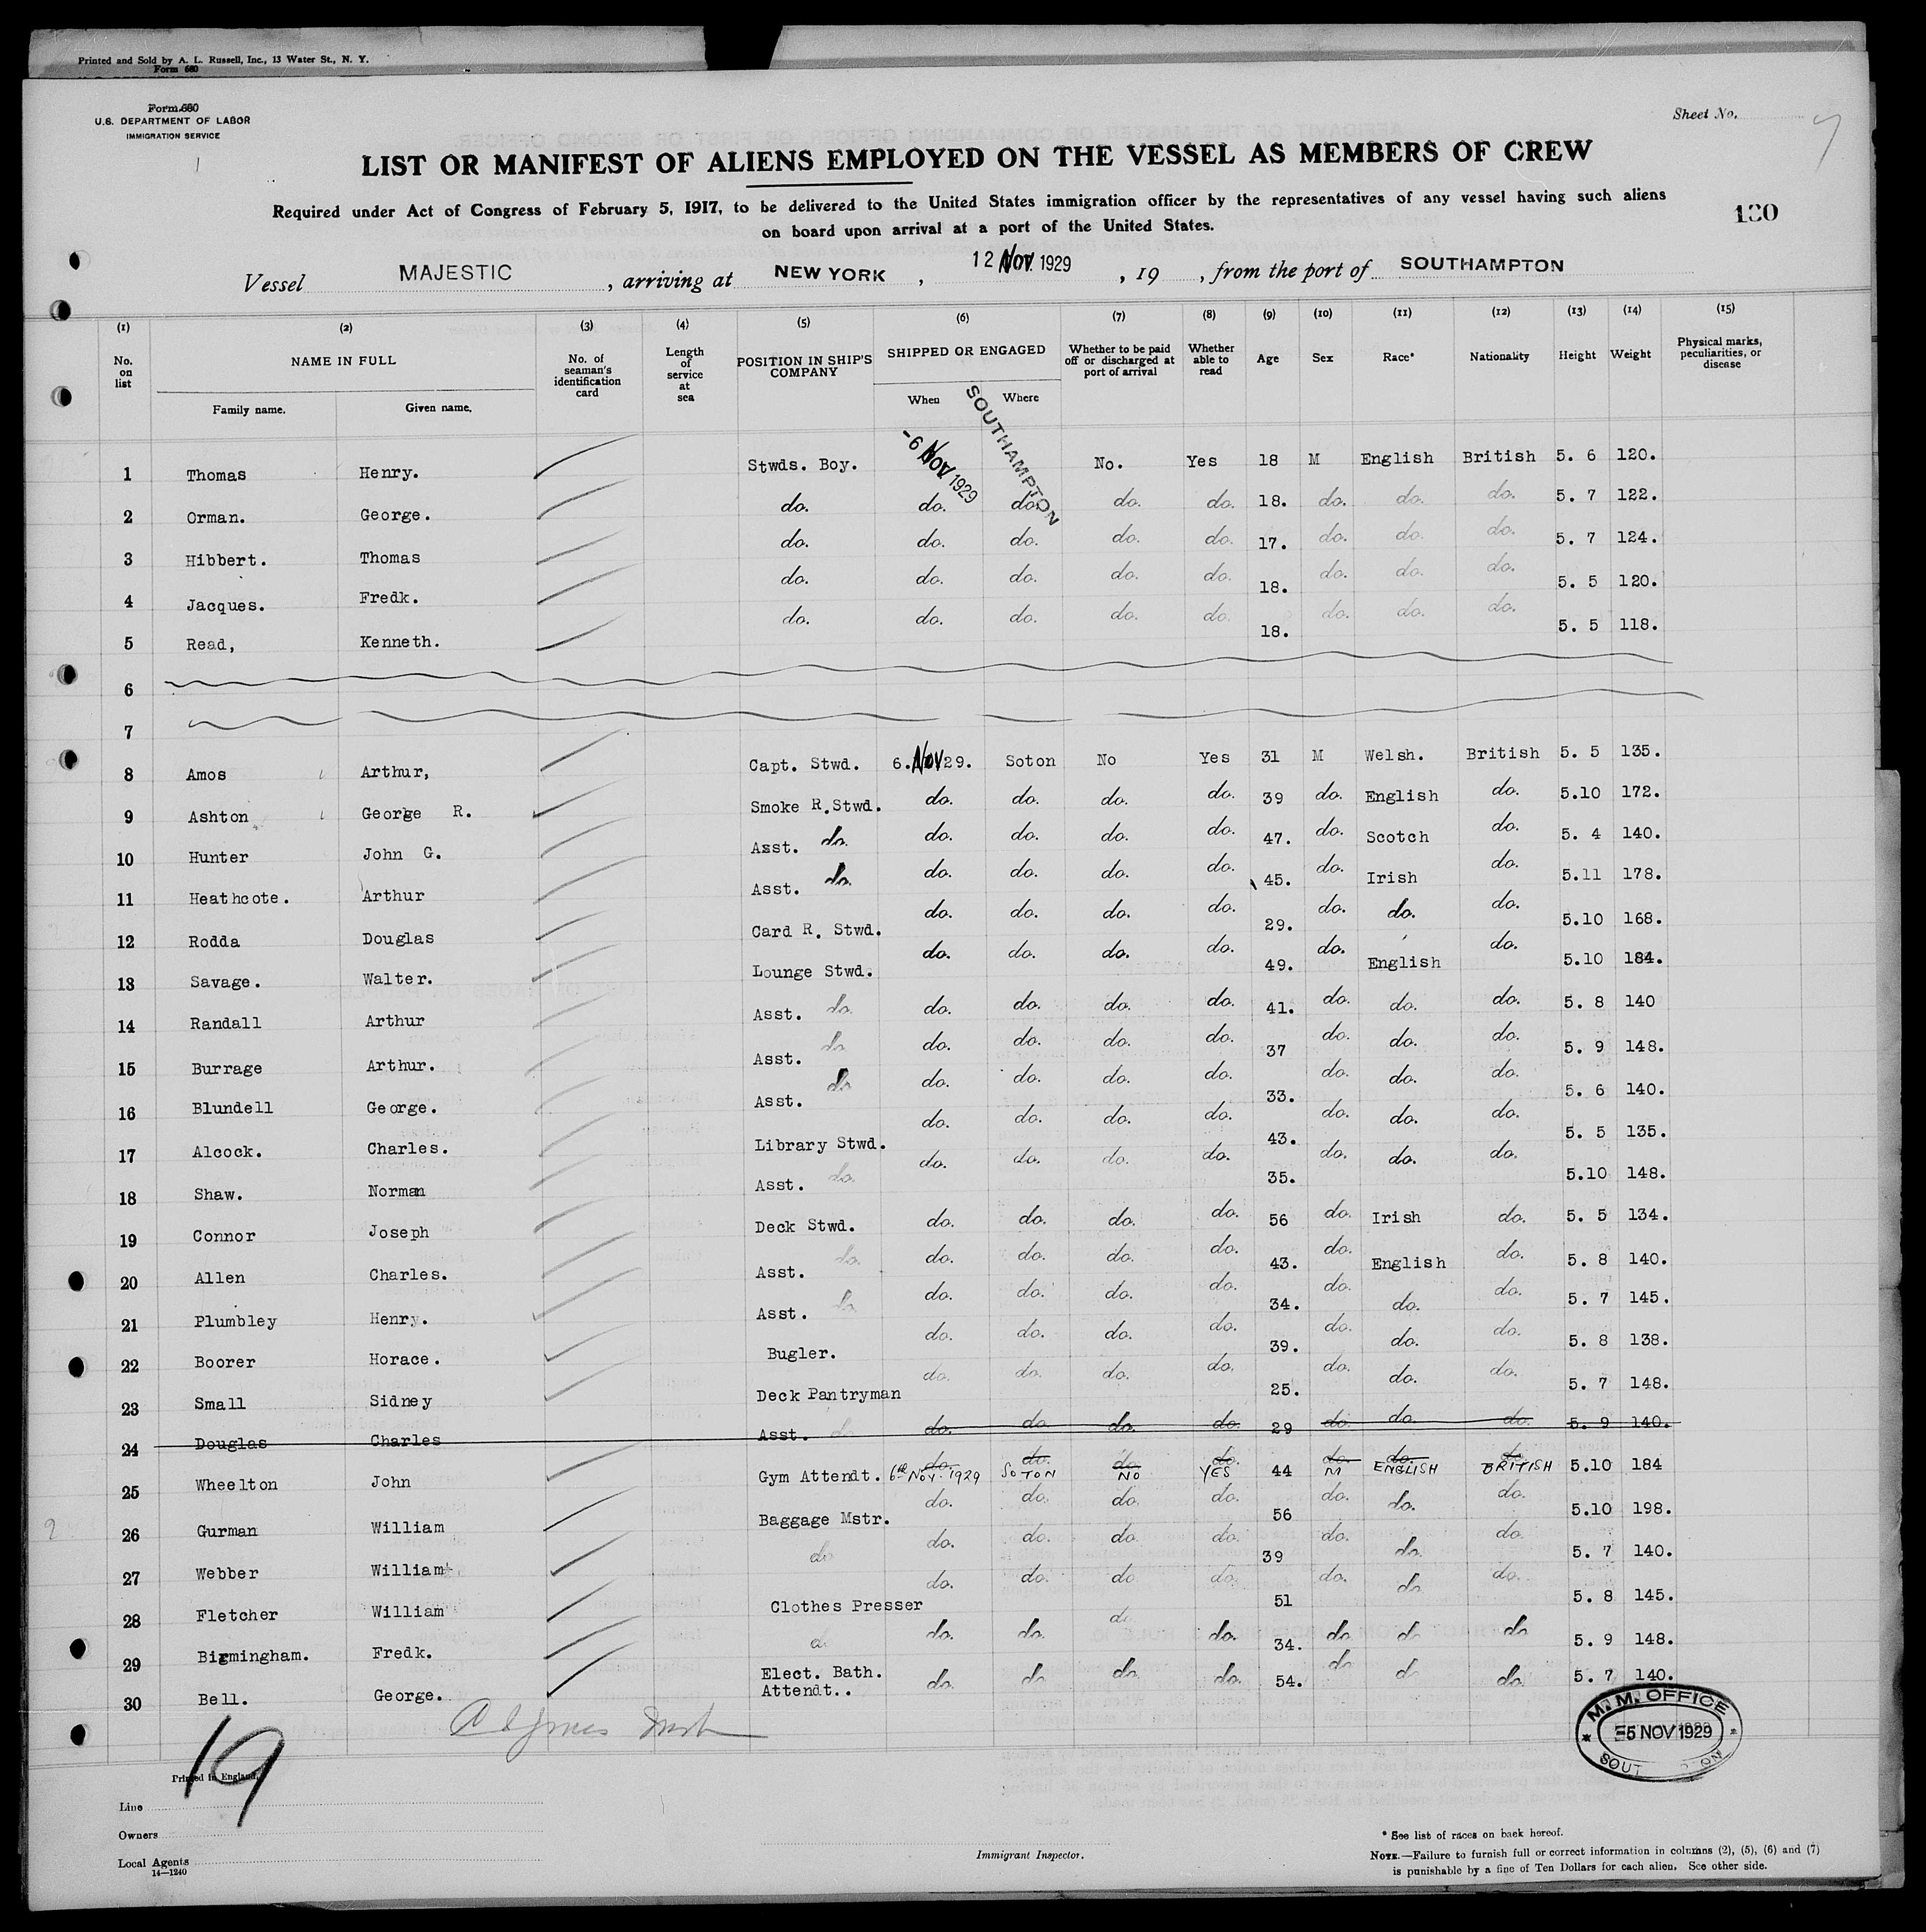 Printed and Sold by A. L. Russell, Inc., 13 Water St., N. Y.
Form 680
Form 680
U.S. DEPARTMENT OF LABOR
IMMIGRATION SERVICE
Sheet No.
LIST OR MANIFEST OF ALIENS EMPLOYED ON THE VESSEL AS MEMBERS OF CREW
Required under Act of Congress of February 5, 1917, to be delivered to the United States immigration officer by the representatives of any vessel having such aliens
on board upon arrival at a port of the United States.
Vessel MAJESTIC , arriving at NEW YORK , 12 NOV 1929 , 19 , from the port of SOUTHAMPTON
(1) (2) (3) (4) (5) (6) (7) (8) (9) (10) (11) (12) (13) (14) (15)
No. on list NAME IN FULL No. of seaman's identification card Length of service at sea POSITION IN SHIP'S COMPANY SHIPPED OR ENGAGED Whether to be paid off or discharged at port of arrival Whether able to read Age Sex Race* Nationality Height Weight Physical marks, peculiarities, or disease
Family name. Given name. When Where
1 Thomas Henry. Stwds. Boy. -6 NOV 1929 SOUTHAMPTON No. Yes 18 M English British 5. 6 120.
2 Orman. George. do. do. do. do. do. 18. do. do. do. 5. 7 122.
3 Hibbert. Thomas do. do. do. do. do. 17. do. do. do. 5. 7 124.
4 Jacques. Fredk. do. do. do. do. do. 18. do. do. do. 5. 5 120.
5 Read, Kenneth. do. do. do. do. do. 18. do. do. do. 5. 5 118.
6
7
8 Amos Arthur, Capt. Stwd. 6.NOV 29. Soton No Yes 31 M Welsh. British 5. 5 135.
9 Ashton George R. Smoke R.Stwd. do. do. do. do. 39 do. English do. 5.10 172.
10 Hunter John G. Asst. do. do. do. do. do. 47. do. Scotch do. 5. 4 140.
11 Heathcote. Arthur Asst. do. do. do. do. do. 45. do. Irish do. 5.11 178.
12 Rodda Douglas Card R. Stwd. do. do. do. do. 29. do. do. do. 5.10 168.
13 Savage. Walter. Lounge Stwd. do. do. do. do. 49. do. English do. 5.10 184.
14 Randall Arthur Asst. do. do. do. do. do. 41. do. do. do. 5. 8 140
15 Burrage Arthur. Asst. do do. do. do. do. 37 do. do. do. 5. 9 148.
16 Blundell George. Asst. do do. do. do. do. 33. do. do. do. 5. 6 140.
17 Alcock. Charles. Library Stwd. do. do. do. do. 43. do. do. do. 5. 5 135.
18 Shaw. Norman Asst. do. do. do. do. do. 35. do. do. do. 5.10 148.
19 Connor Joseph Deck Stwd. do. do. do. do. 56 do. Irish do. 5. 5 134.
20 Allen Charles. Asst. do. do. do. do. do. 43. do. English do. 5. 8 140.
21 Plumbley Henry. Asst. do. do. do. do. do. 34. do. do. do. 5. 7 145.
22 Boorer Horace. Bugler. do. do. do. do. 39. do. do. do. 5. 8 138.
23 Small Sidney Deck Pantryman do. do. do. do. 25. do. do. do. 5. 7 148.
24 Douglas Charles Asst. do do. do do. do. 29 do. do. do. 5. 9 140.
25 Wheelton John Gym Attendt. do. 6th Nov. 1929 do. SOTON do. NO do. YES 44 do. M do. ENGLISH do. BRITISH 5.10 184
26 Gurman William Baggage Mstr. do. do. do. do. 56 do. do. do. 5.10 198.
27 Webber William do do. do. do. do. 39 do. do. do. 5. 7 140.
28 Fletcher William Clothes Presser do. do. do do. 51 do. do do. 5. 8 145.
29 Birmingham. Fredk. do. do. do. do. 34. do do do 5. 9 148.
30 Bell. George. Elect. Bath. Attendt.. do. do do do. 54. do d do. 5. 7 140.
19
M. M. OFFICE
5 NOV 1929
Printed in England.
Line
Owners
Local Agents
14—1240
Immigrant Inspector.
* See list of races on back hereof.
NOTE.—Failure to furnish full or correct information in columns (2), (5), (6) and (7)
is punishable by a fine of Ten Dollars for each alien. See other side.